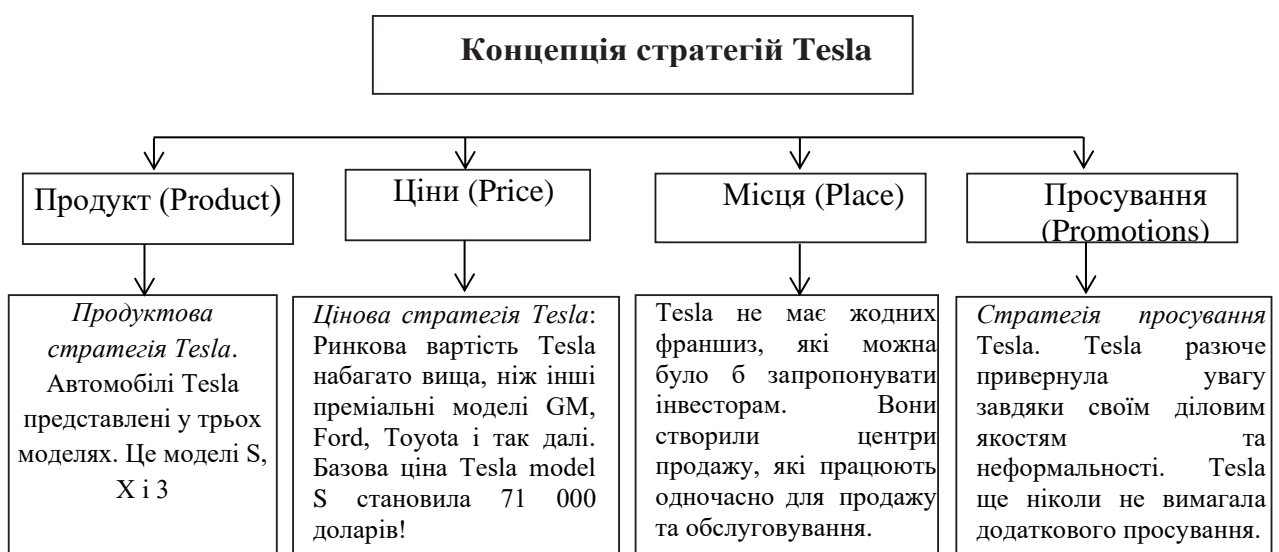 Концепція стратегій Tesla
Продукт (Product)
Ціни (Price)
Місця (Place)
Просування
(Promotions)
Продуктова
стратегія Tesla.
Автомобілі Tesla
представлені у трьох
моделях. Це моделі S,
X і 3
Цінова стратегія Tesla:
Ринкова вартість Tesla
набагато вища, ніж інші
преміальні моделі GM,
Ford, Toyota і так далі.
Базова ціна Tesla model
S становила 71 000
доларів!
Tesla не має жодних
франшиз, які можна
було б запропонувати
інвесторам. Вони
створили центри
продажу, які працюють
одночасно для продажу
та обслуговування.
Стратегія просування
Tesla. Tesla разюче
привернула увагу
завдяки своїм діловим
якостям та
неформальності. Tesla
ще ніколи не вимагала
додаткового просування.